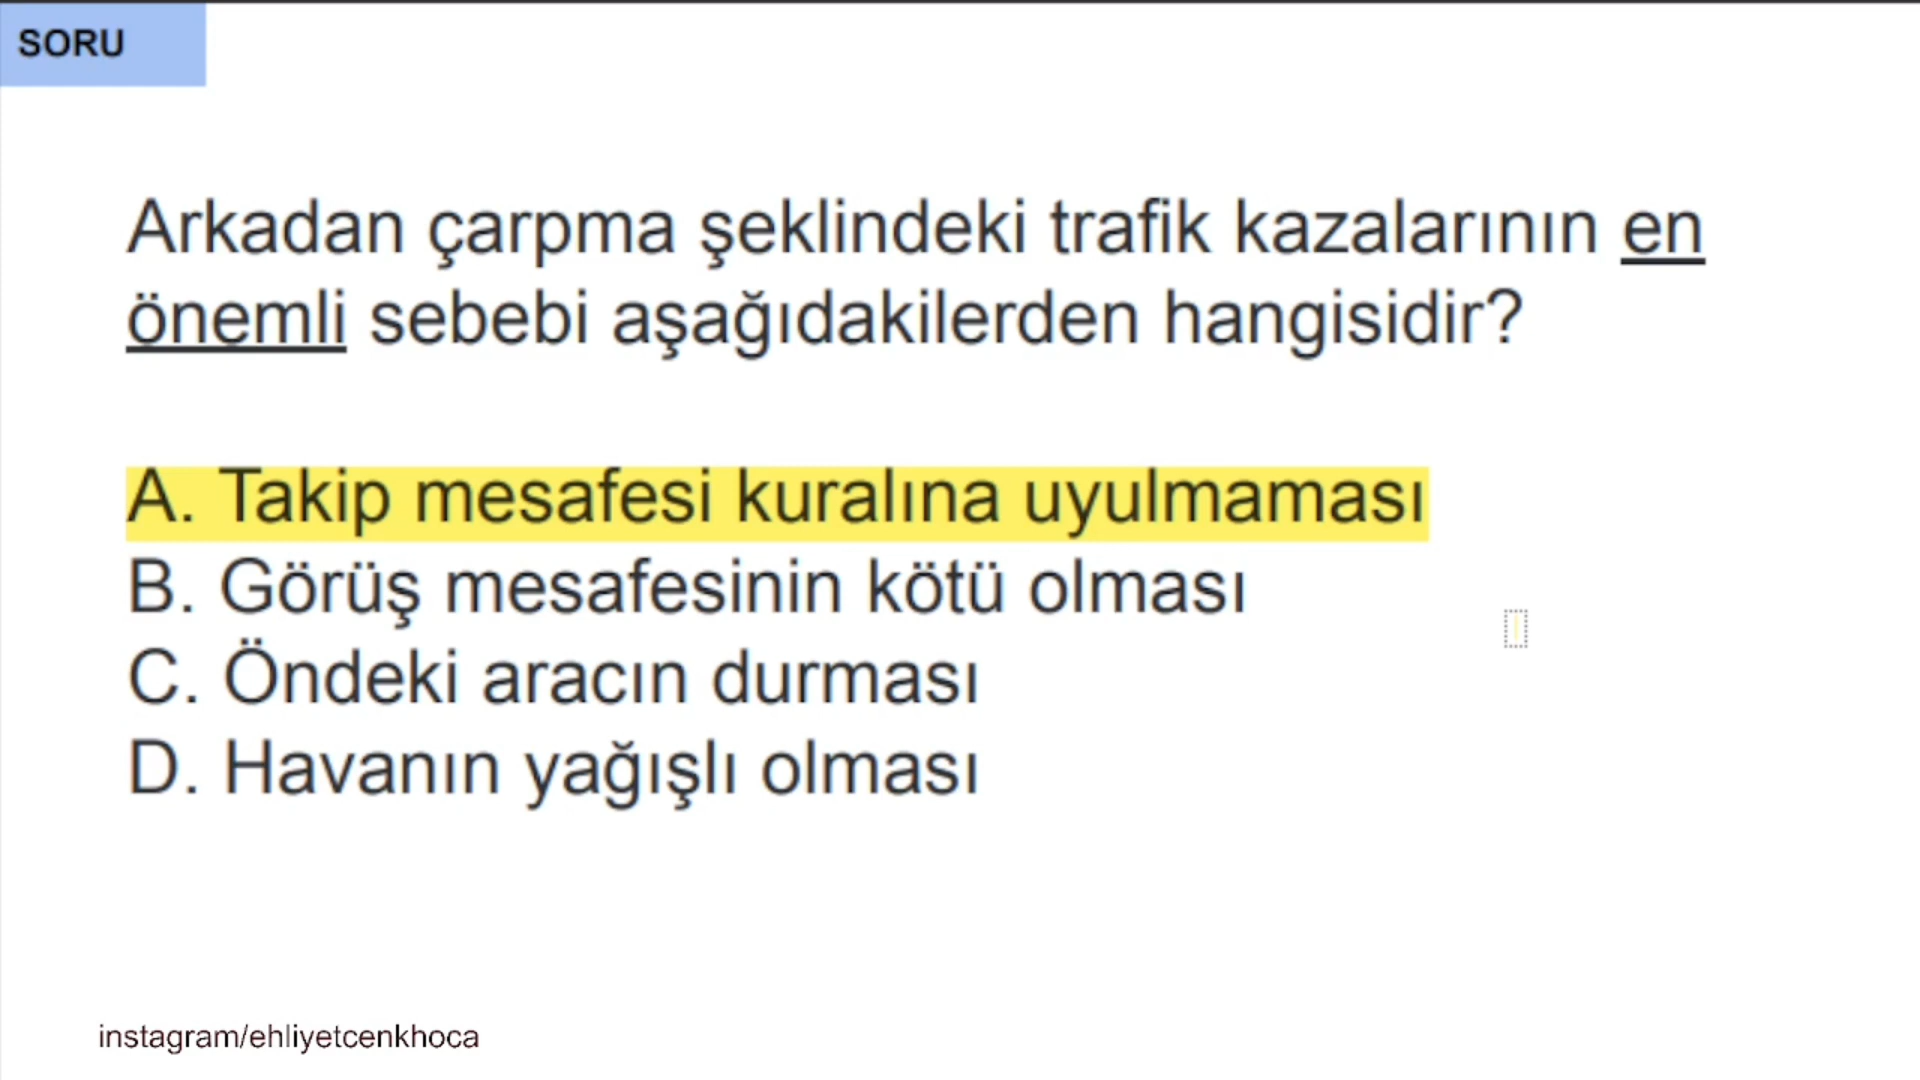 SORU
Arkadan çarpma şeklindeki trafik kazalarının en
önemli sebebi aşağıdakilerden hangisidir?
A. Takip mesafesi kuralına uyulmaması
B. Görüş mesafesinin kötü olması
C. Öndeki aracın durması
D. Havanın yağışlı olması
instagram/ehliyetcenkhoca